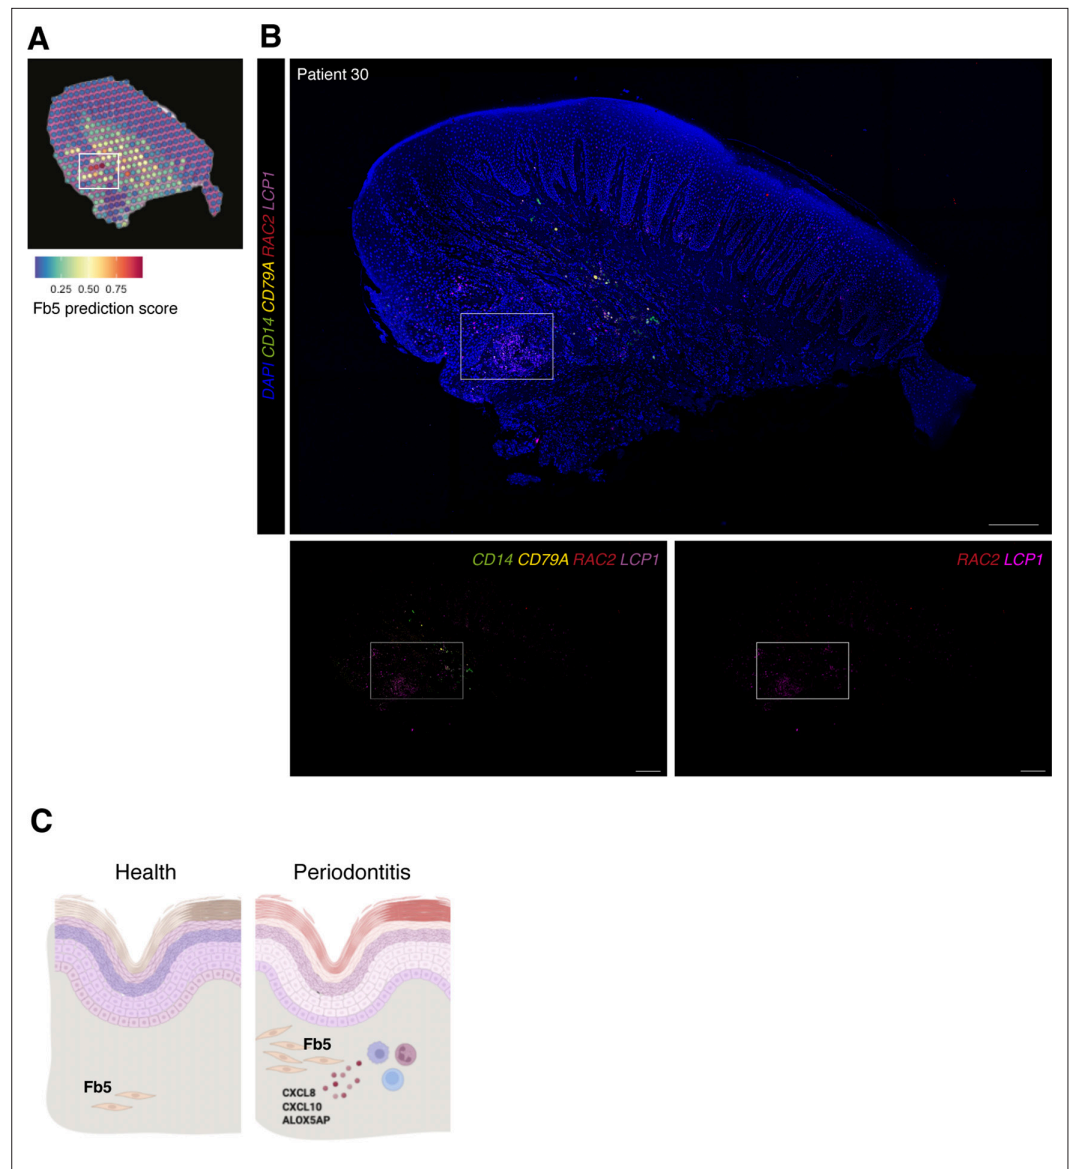 A
B
Patient 30
DAPI CD14 CD79A RAC2 LCP1
0.25 0.50 0.75
Fb5 prediction score
CD14 CD79A RAC2 LCP1
RAC2 LCP1
C
Health
Periodontitis
Fb5
Fb5
CXCL8
CXCL10
ALOX5AP